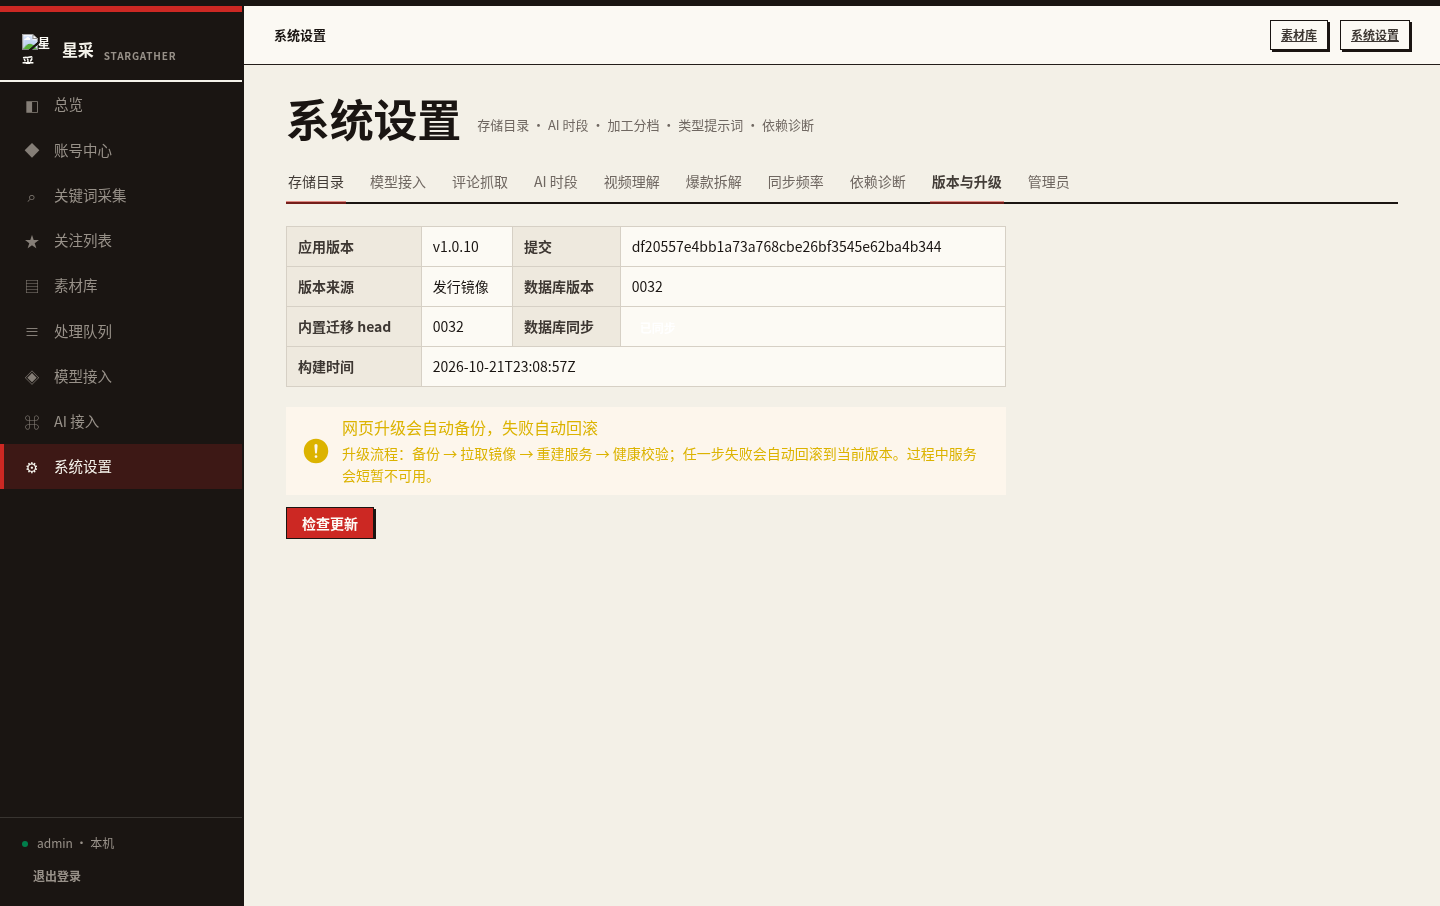 星采
星采 STARGATHER
总览
账号中心
关键词采集
关注列表
素材库
处理队列
模型接入
AI 接入
系统设置
admin · 本机
退出登录
系统设置
素材库
系统设置
系统设置 存储目录 · AI 时段 · 加工分档 · 类型提示词 · 依赖诊断
存储目录 模型接入 评论抓取 AI 时段 视频理解 爆款拆解 同步频率 依赖诊断 版本与升级 管理员
应用版本 v1.0.10 提交 df20557e4bb1a73a768cbe26bf3545e62ba4b344
版本来源 发行镜像 数据库版本 0032
内置迁移 head 0032 数据库同步
构建时间 2026-10-21T23:08:57Z
网页升级会自动备份，失败自动回滚
升级流程：备份 → 拉取镜像 → 重建服务 → 健康校验；任一步失败会自动回滚到当前版本。过程中服务
会短暂不可用。
检查更新